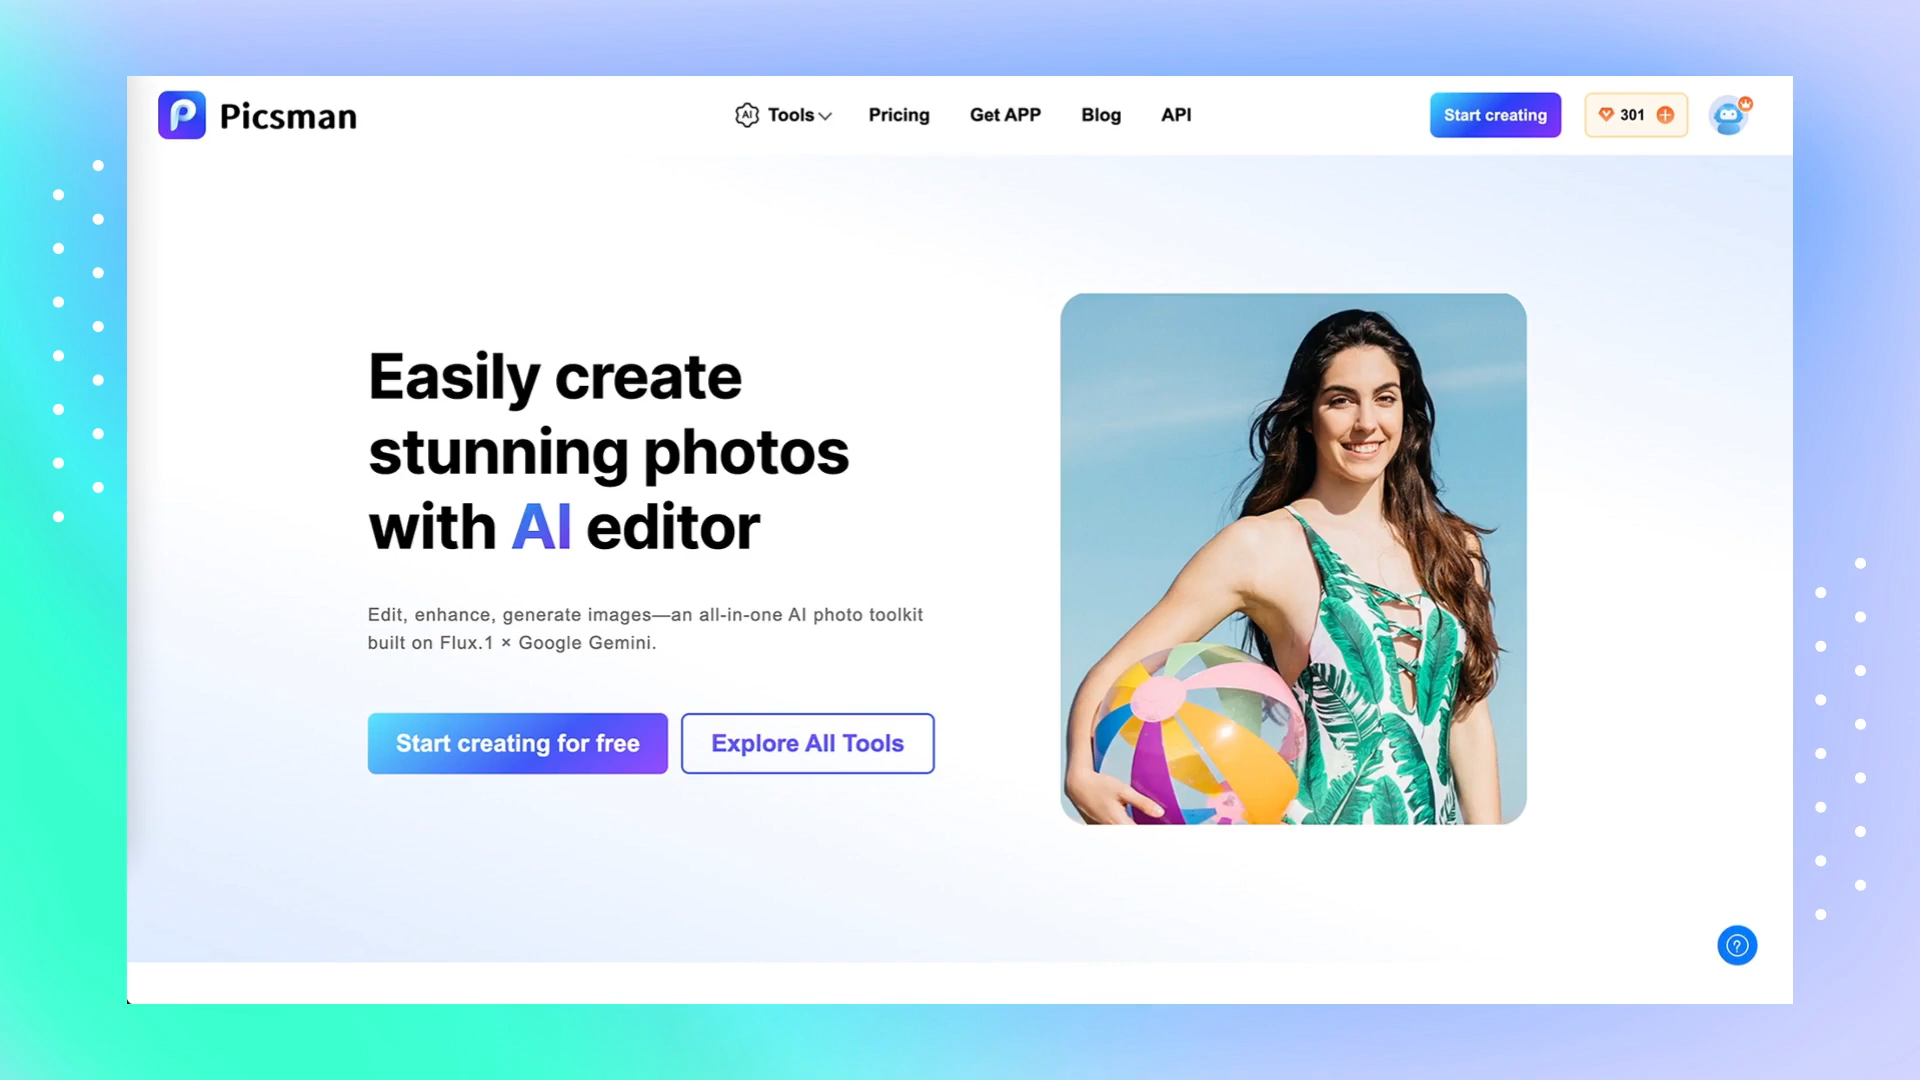 Picsman
AI Tools
Pricing
Get APP
Blog
API
Start creating
301
Easily create
stunning photos
with AI editor
Edit, enhance, generate images—an all-in-one AI photo toolkit
built on Flux.1 × Google Gemini.
Start creating for free
Explore All Tools
?